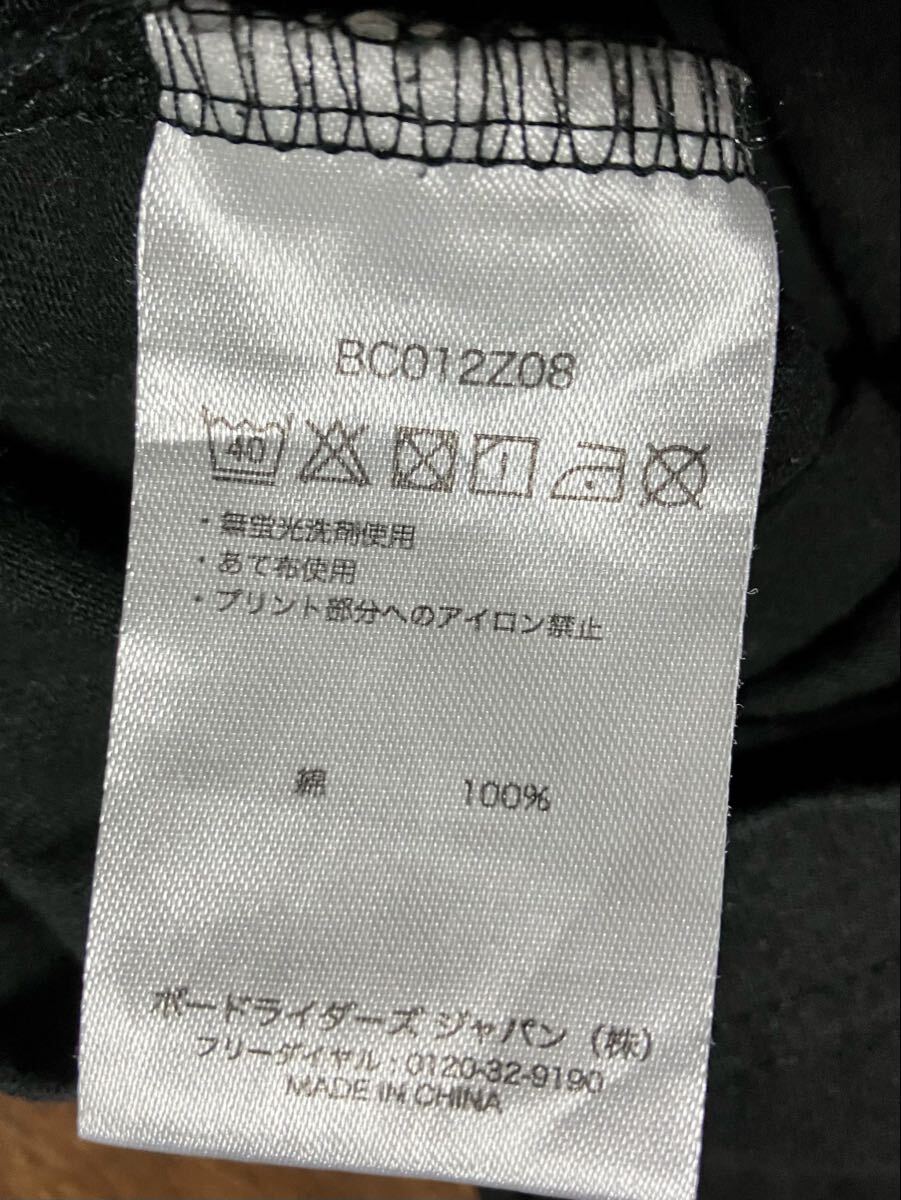 BC012Z08
40
・無蛍光洗剤使用
・あて布使用
・プリント部分へのアイロン禁止
綿 100%
ボードライダーズ ジャパン（株）
フリーダイヤル：0120-32-9190
MADE IN CHINA